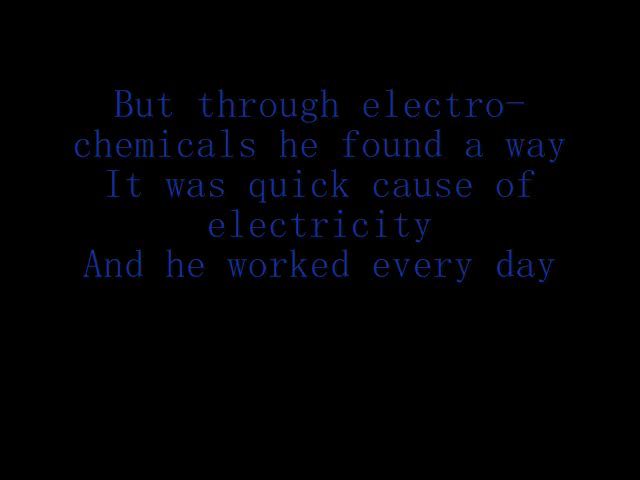 But through electro-
chemicals he found a way
It was quick cause of
electricity
And he worked every day